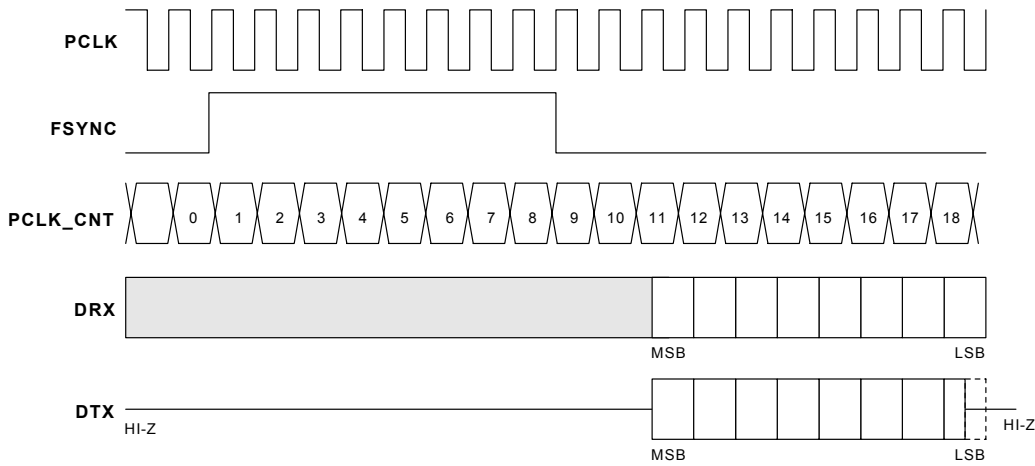 PCLK
FSYNC
PCLK_CNT 0 1 2 3 4 5 6 7 8 9 10 11 12 13 14 15 16 17 18
DRX
MSB LSB
DTX
HI-Z HI-Z
MSB LSB